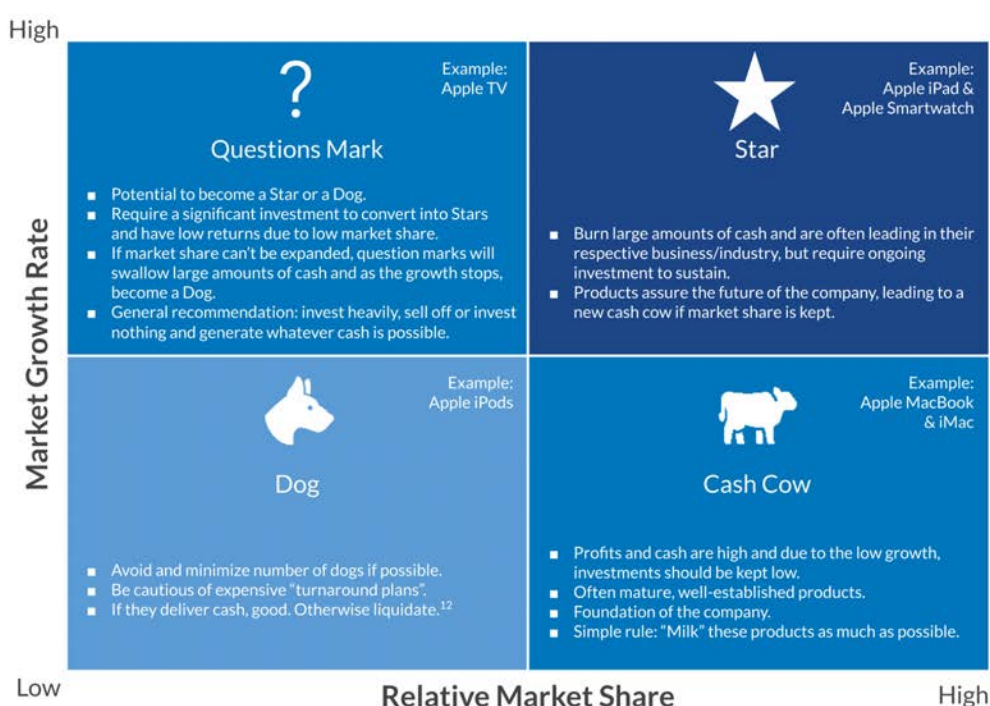 High
Example:
Apple TV
?
Questions Mark
■ Potential to become a Star or a Dog.
■ Require a significant investment to convert into Stars
and have low returns due to low market share.
■ If market share can't be expanded, question marks will
swallow large amounts of cash and as the growth stops,
become a Dog.
■ General recommendation: invest heavily, sell off or invest
nothing and generate whatever cash is possible.
Example:
Apple iPad &
Apple Smartwatch
Star
■ Burn large amounts of cash and are often leading in their
respective business/industry, but require ongoing
investment to sustain.
■ Products assure the future of the company, leading to a
new cash cow if market share is kept.
Market Growth Rate
Example:
Apple iPods
Dog
■ Avoid and minimize number of dogs if possible.
■ Be cautious of expensive “turnaround plans”.
■ If they deliver cash, good. Otherwise liquidate.¹²
Example:
Apple MacBook
& iMac
Cash Cow
■ Profits and cash are high and due to the low growth,
investments should be kept low.
■ Often mature, well-established products.
■ Foundation of the company.
■ Simple rule: “Milk” these products as much as possible.
Low
Relative Market Share
High